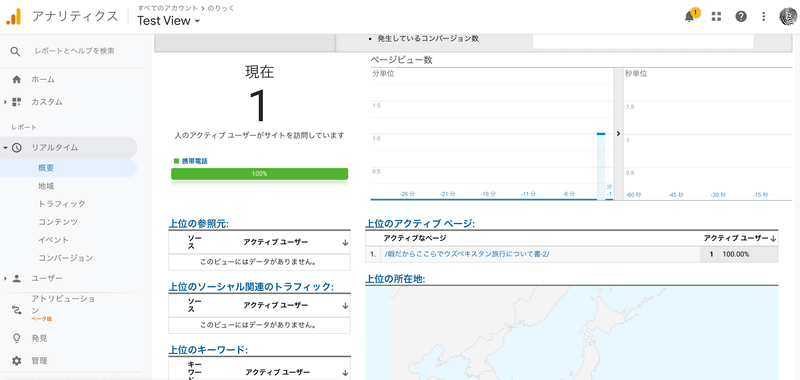 アナリティクス
すべてのアカウント > のりっく
Test View
1
レポートとヘルプを検索
ホーム
カスタム
レポート
リアルタイム
概要
地域
トラフィック
コンテンツ
イベント
コンバージョン
ユーザー
アトリビューション
ベータ版
発見
管理
• 発生しているコンバージョン数
現在
1
人のアクティブ ユーザーがサイトを訪問しています
携帯電話
100%
ページビュー数
分単位
1.5
1.0
0.5
-26 分
-21 分
-16 分
-11 分
-6 分
分
-1
秒単位
1.5
1
0.5
-60 秒
-45 秒
-30 秒
-15 秒
上位の参照元:
ソース
アクティブ ユーザー
このビューにはデータがありません。
上位のソーシャル関連のトラフィック:
ソース
アクティブ ユーザー
このビューにはデータがありません。
上位のキーワード:
キーワード
アクティブ ユーザー
上位のアクティブ ページ:
アクティブなページ
アクティブ ユーザー
1. /暇だからここらでウズベキスタン旅行について書-2/ 1 100.00%
上位の所在地: